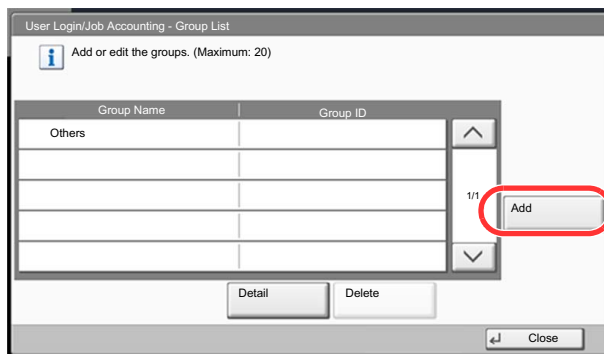 User Login/Job Accounting - Group List
Add or edit the groups. (Maximum: 20)
Group Name Group ID
Others
1/1
Add
Detail Delete
Close